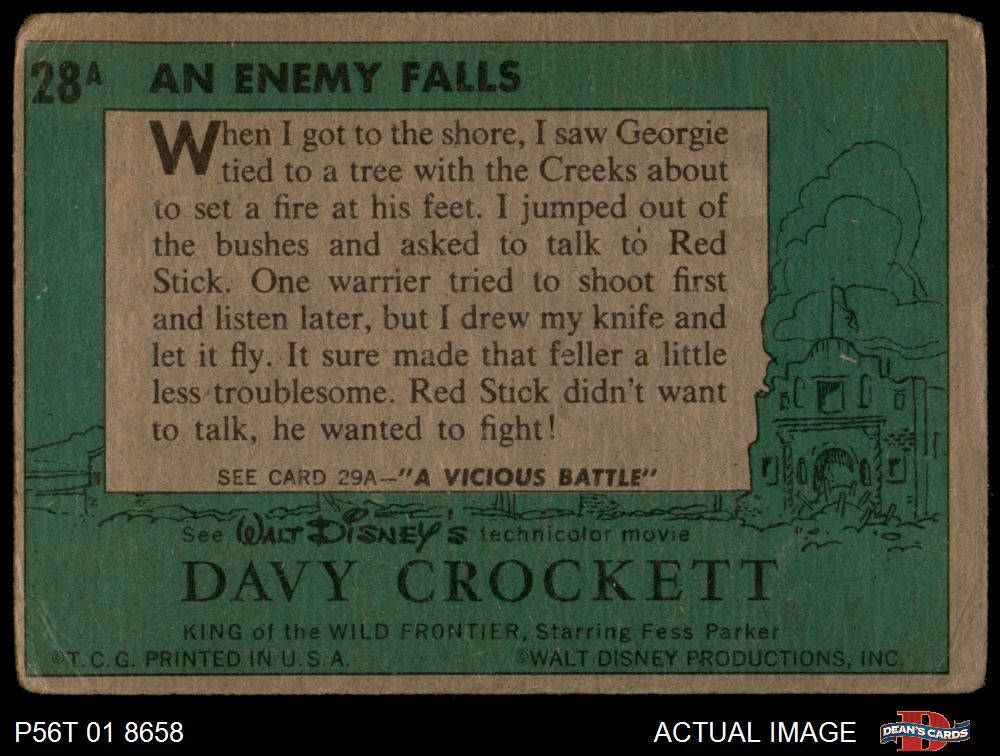 28A AN ENEMY FALLS
When I got to the shore, I saw Georgie
tied to a tree with the Creeks about
to set a fire at his feet. I jumped out of
the bushes and asked to talk to Red
Stick. One warrier tried to shoot first
and listen later, but I drew my knife and
let it fly. It sure made that feller a little
less troublesome. Red Stick didn't want
to talk, he wanted to fight!
SEE CARD 29A--"A VICIOUS BATTLE"
See WALT DISNEY'S technicolor movie
DAVY CROCKETT
KING of the WILD FRONTIER, Starring Fess Parker
©T.C.G. PRINTED IN U.S.A. ©WALT DISNEY PRODUCTIONS, INC.
P56T 01 8658 ACTUAL IMAGE D DEAN'S CARDS